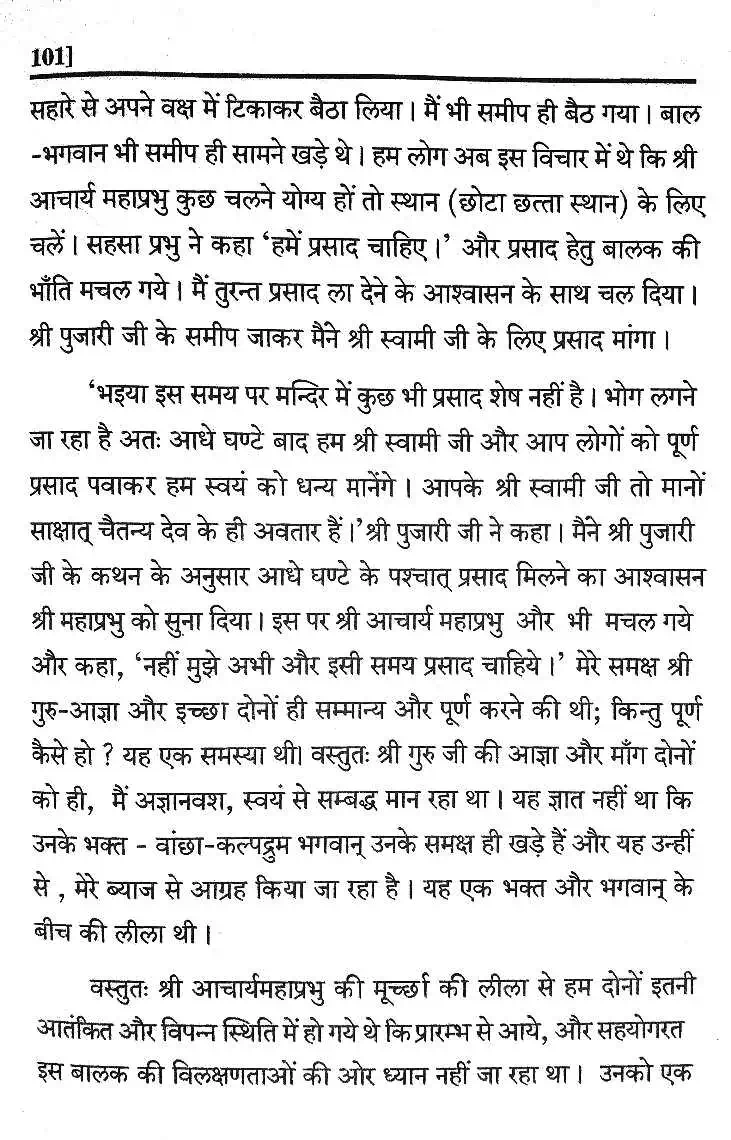 101]
सहारे से अपने वक्ष में टिकाकर बैठा लिया। मैं भी समीप ही बैठ गया। बाल
-भगवान भी समीप ही सामने खड़े थे। हम लोग अब इस विचार में थे कि श्री
आचार्य महाप्रभु कुछ चलने योग्य हों तो स्थान (छोटा छत्ता स्थान) के लिए
चलें। सहसा प्रभु ने कहा 'हमें प्रसाद चाहिए।' और प्रसाद हेतु बालक की
भाँति मचल गये। मैं तुरन्त प्रसाद ला देने के आश्वासन के साथ चल दिया।
श्री पुजारी जी के समीप जाकर मैंने श्री स्वामी जी के लिए प्रसाद मांगा।
'भइया इस समय पर मन्दिर में कुछ भी प्रसाद शेष नहीं है। भोग लगने
जा रहा है अतः आधे घण्टे बाद हम श्री स्वामी जी और आप लोगों को पूर्ण
प्रसाद पवाकर हम स्वयं को धन्य मानेंगे। आपके श्री स्वामी जी तो मानों
साक्षात् चैतन्य देव के ही अवतार हैं।' श्री पुजारी जी ने कहा। मैंने श्री पुजारी
जी के कथन के अनुसार आधे घण्टे के पश्चात् प्रसाद मिलने का आश्वासन
श्री महाप्रभु को सुना दिया। इस पर श्री आचार्य महाप्रभु और भी मचल गये
और कहा, 'नहीं मुझे अभी और इसी समय प्रसाद चाहिये।' मेरे समक्ष श्री
गुरु-आज्ञा और इच्छा दोनों ही सम्मान्य और पूर्ण करने की थी; किन्तु पूर्ण
कैसे हो ? यह एक समस्या थी। वस्तुतः श्री गुरु जी की आज्ञा और माँग दोनों
को ही, मैं अज्ञानवश, स्वयं से सम्बद्ध मान रहा था। यह ज्ञात नहीं था कि
उनके भक्त - वांछा-कल्पद्रुम भगवान् उनके समक्ष ही खड़े हैं और यह उन्हीं
से , मेरे ब्याज से आग्रह किया जा रहा है। यह एक भक्त और भगवान् के
बीच की लीला थी।
वस्तुतः श्री आचार्यमहाप्रभु की मूर्च्छा की लीला से हम दोनों इतनी
आतंकित और विपन्न स्थिति में हो गये थे कि प्रारम्भ से आये, और सहयोगरत
इस बालक की विलक्षणताओं की ओर ध्यान नहीं जा रहा था। उनको एक